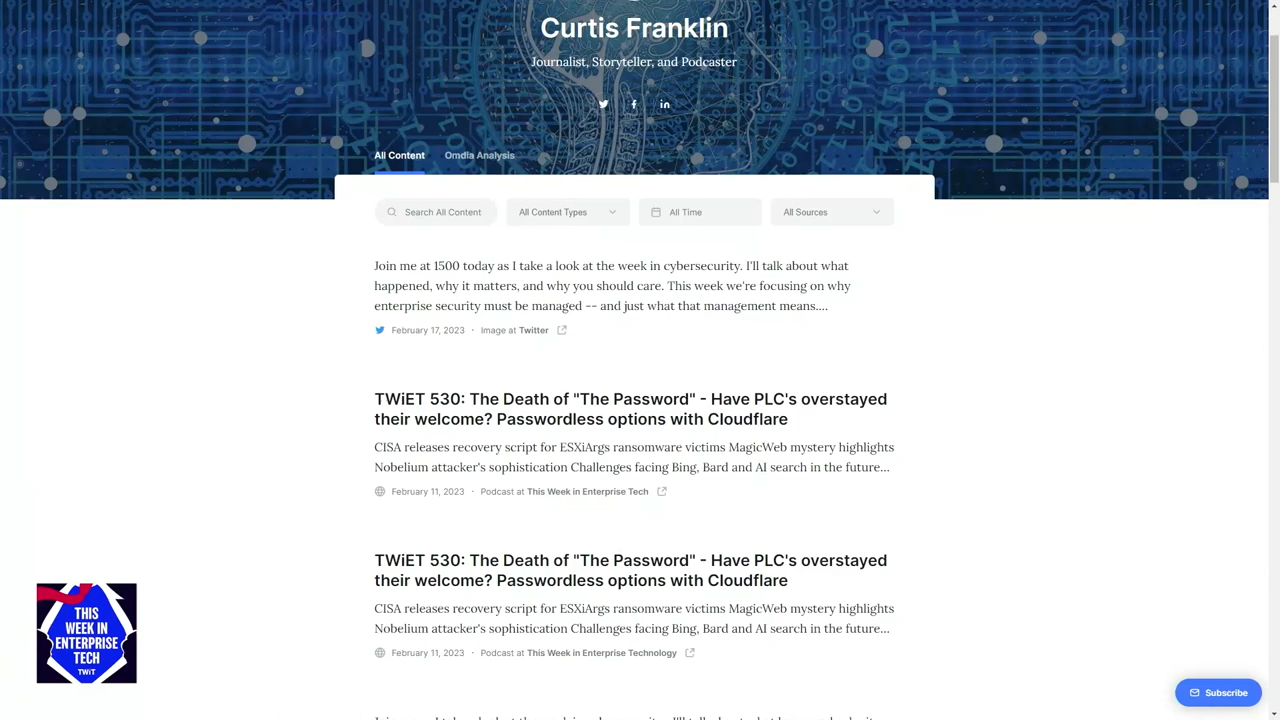 Curtis Franklin
Journalist, Storyteller, and Podcaster
All Content
Omdia Analysis
Search All Content
All Content Types
All Time
All Sources
Join me at 1500 today as I take a look at the week in cybersecurity. I'll talk about what
happened, why it matters, and why you should care. This week we're focusing on why
enterprise security must be managed -- and just what that management means....
February 17, 2023 · Image at Twitter
TWiET 530: The Death of "The Password" - Have PLC's overstayed
their welcome? Passwordless options with Cloudflare
CISA releases recovery script for ESXiArgs ransomware victims MagicWeb mystery highlights
Nobelium attacker's sophistication Challenges facing Bing, Bard and AI search in the future...
February 11, 2023 · Podcast at This Week in Enterprise Tech
TWiET 530: The Death of "The Password" - Have PLC's overstayed
their welcome? Passwordless options with Cloudflare
CISA releases recovery script for ESXiArgs ransomware victims MagicWeb mystery highlights
Nobelium attacker's sophistication Challenges facing Bing, Bard and AI search in the future...
February 11, 2023 · Podcast at This Week in Enterprise Technology
THIS
WEEK IN
ENTERPRISE
TECH
TWiT
Subscribe